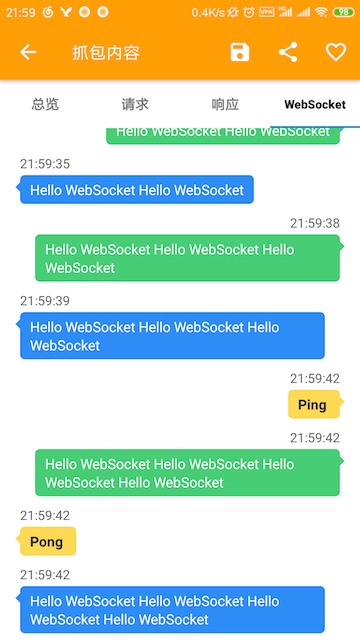 21:59 0.4K/s VPN 98
抓包内容
总览 请求 响应 WebSocket
Hello WebSocket Hello WebSocket
21:59:35
Hello WebSocket Hello WebSocket
21:59:38
Hello WebSocket Hello WebSocket Hello
WebSocket
21:59:39
Hello WebSocket Hello WebSocket Hello
WebSocket
21:59:42
Ping
21:59:42
Hello WebSocket Hello WebSocket Hello
WebSocket Hello WebSocket
21:59:42
Pong
21:59:42
Hello WebSocket Hello WebSocket Hello
WebSocket Hello WebSocket